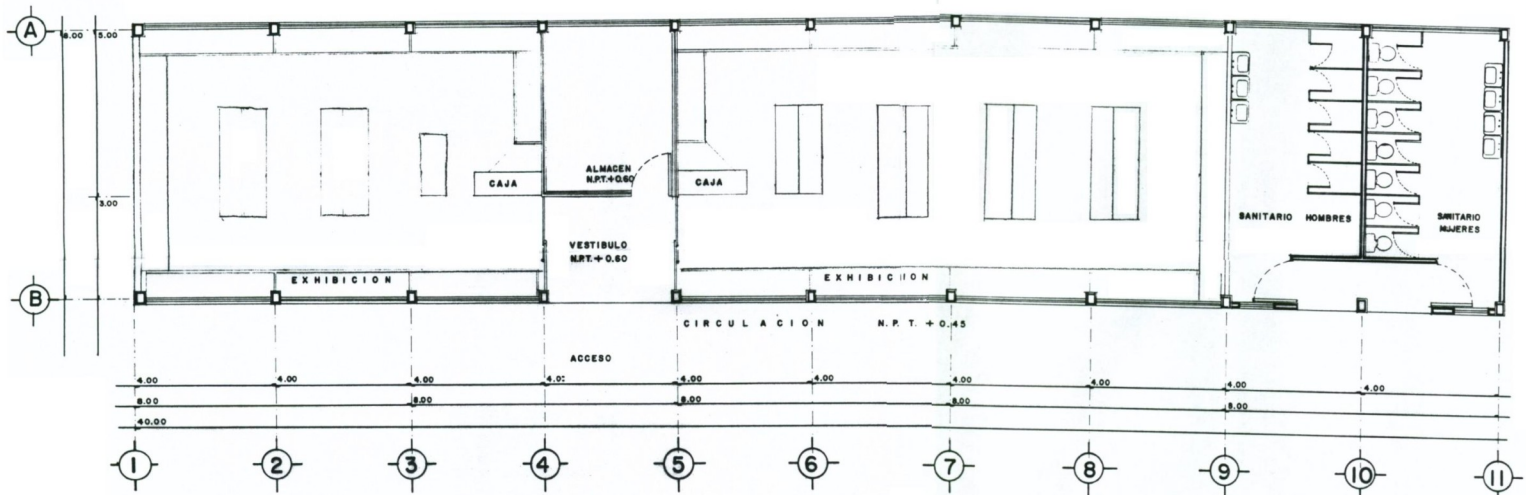 A
8.00
5.00
3.00
B
CAJA
ALMACEN
N.P.T.+0.60
CAJA
VESTIBULO
N.P.T. + 0.60
EXHIBICION
EXHIBICION
SANITARIO HOMBRES
SANITARIO
MUJERES
CIRCULACION N.P.T. + 0.45
ACCESO
4.00 4.00 4.00 4.00 4.00 4.00 4.00 4.00 4.00 4.00
8.00 8.00 8.00 8.00 8.00
40.00
1 2 3 4 5 6 7 8 9 10 11